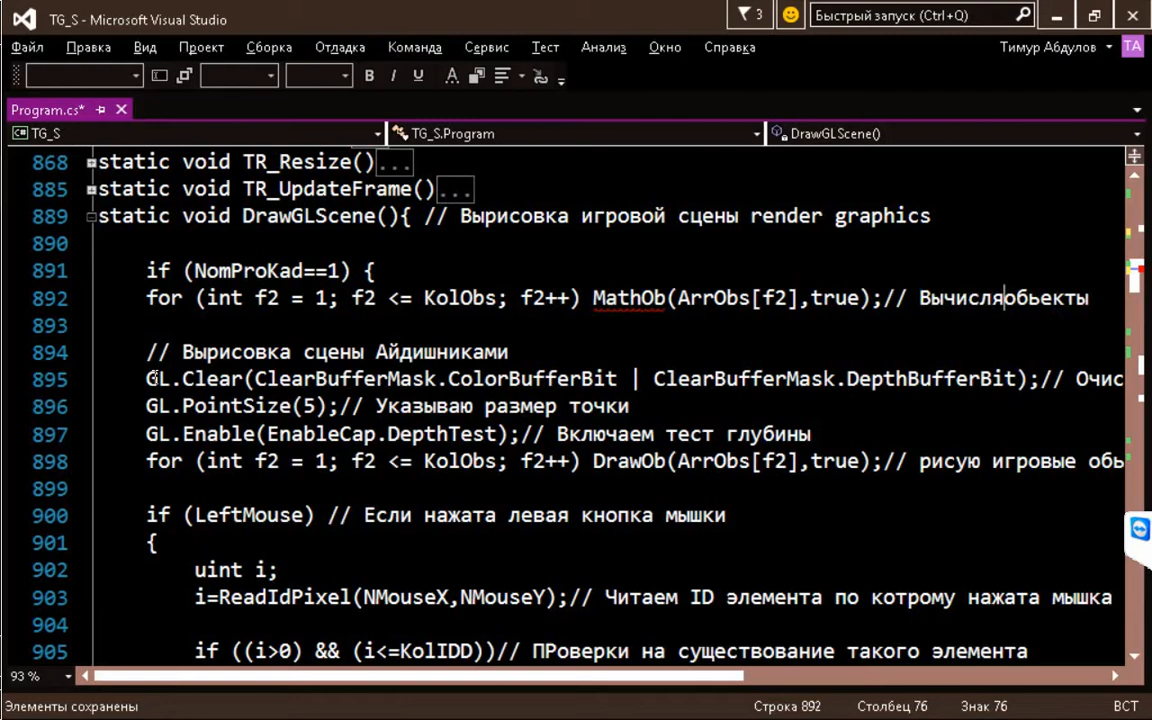 TG_S - Microsoft Visual Studio
3
Быстрый запуск (Ctrl+Q)
Файл Правка Вид Проект Сборка Отладка Команда Сервис Тест Анализ Окно Справка
Тимур Абдулов
TA
B I U A
Program.cs*
TG_S
TG_S.Program
DrawGLScene()
868 static void TR_Resize()...
885 static void TR_UpdateFrame()...
889 static void DrawGLScene(){ // Вырисовка игровой сцены render graphics
890
891 if (NomProKad==1) {
892 for (int f2 = 1; f2 <= KolObs; f2++) MathOb(ArrObs[f2],true);// Вычисляобьекты
893
894 // Вырисовка сцены Айдишниками
895 GL.Clear(ClearBufferMask.ColorBufferBit | ClearBufferMask.DepthBufferBit);// Очис
896 GL.PointSize(5);// Указываю размер точки
897 GL.Enable(EnableCap.DepthTest);// Включаем тест глубины
898 for (int f2 = 1; f2 <= KolObs; f2++) DrawOb(ArrObs[f2],true);// рисую игровые обь
899
900 if (LeftMouse) // Если нажата левая кнопка мышки
901 {
902 uint i;
903 i=ReadIdPixel(NMouseX,NMouseY);// Читаем ID элемента по котрому нажата мышка
904
905 if ((i>0) && (i<=KolIDD))// ПРоверки на существование такого элемента
93 %
Элементы сохранены
Строка 892
Столбец 76
Знак 76
ВСТ